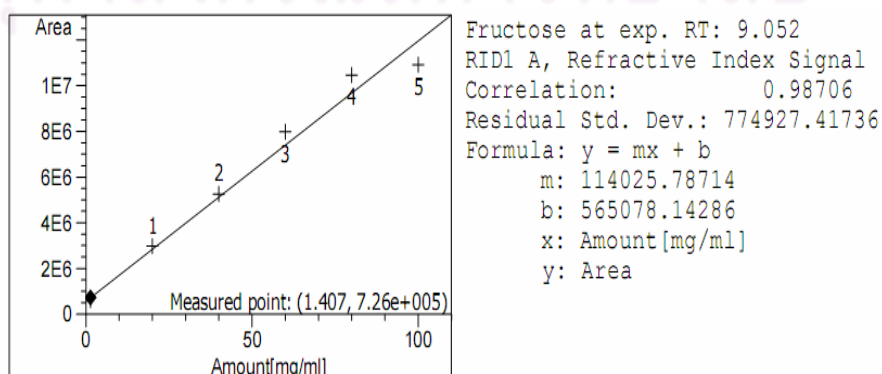 Area
1E7
8E6
6E6
4E6
2E6
0
1
2
3
4
5
Measured point: (1.407, 7.26e+005)
0
50
100
Amount[mg/ml]
Fructose at exp. RT: 9.052
RID1 A, Refractive Index Signal
Correlation: 0.98706
Residual Std. Dev.: 774927.41736
Formula: y = mx + b
m: 114025.78714
b: 565078.14286
x: Amount[mg/ml]
y: Area